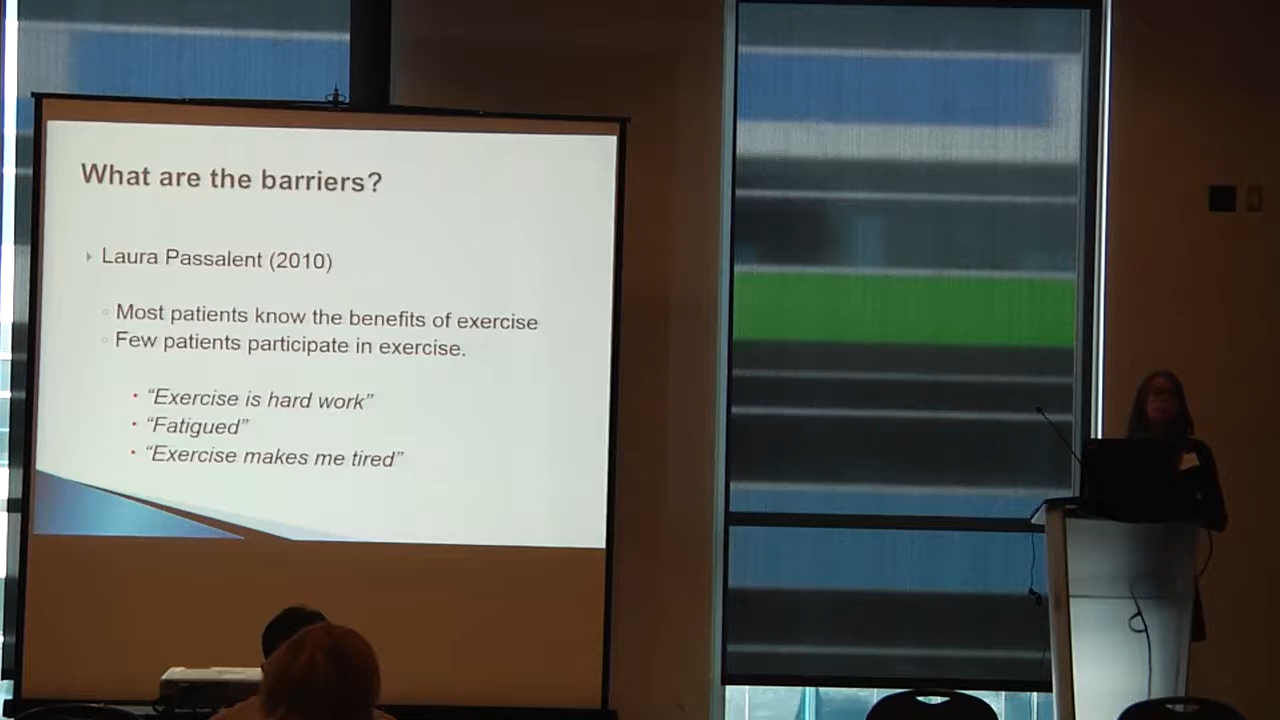 What are the barriers?
Laura Passalent (2010)
Most patients know the benefits of exercise
Few patients participate in exercise.
“Exercise is hard work”
“Fatigued”
“Exercise makes me tired”